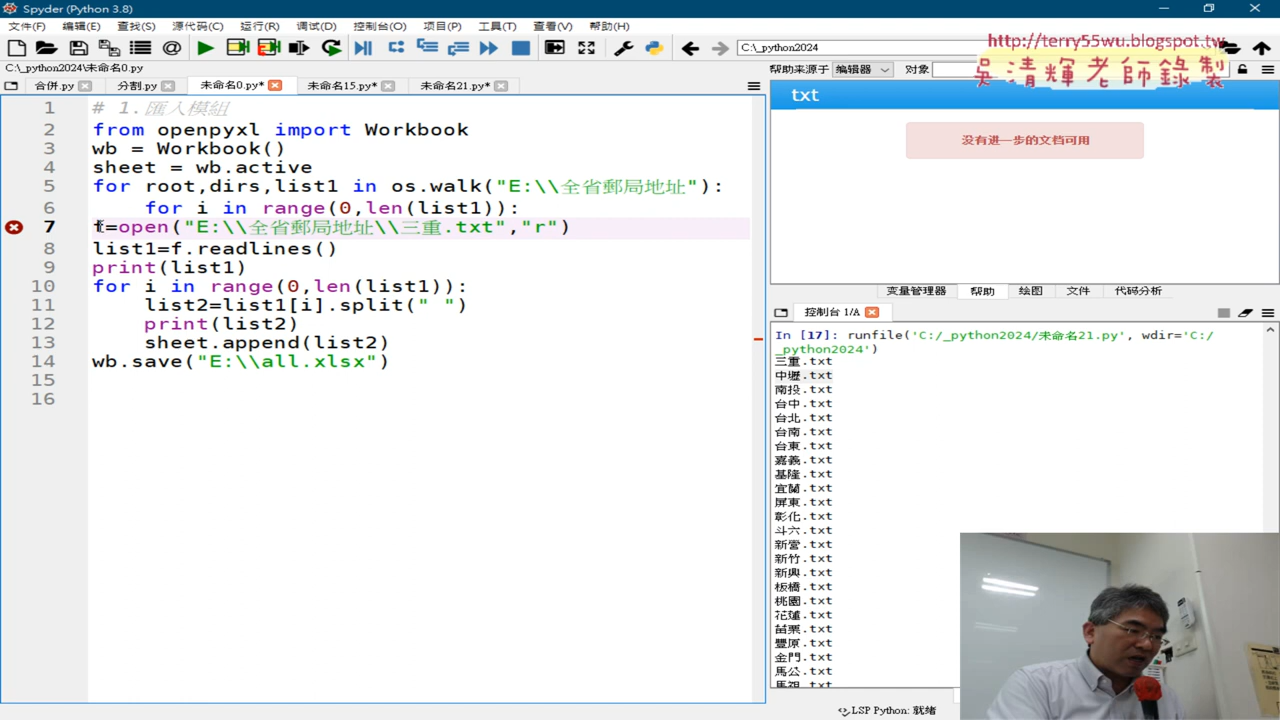 Spyder (Python 3.8)
文件(F) 编辑(E) 查找(S) 源代码(C) 运行(R) 调试(D) 控制台(O) 项目(P) 工具(T) 查看(V) 帮助(H)
C:\_python2024
http://terry55wu.blogspot.tw
吳清輝老師錄製
C:\_python2024\未命名0.py
合併.py 分割.py 未命名0.py* 未命名15.py* 未命名21.py*
帮助来源于 编辑器 对象
1 # 1.匯入模組
2 from openpyxl import Workbook
3 wb = Workbook()
4 sheet = wb.active
5 for root,dirs,list1 in os.walk("E:\\全省郵局地址"):
6 for i in range(0,len(list1)):
7 f=open("E:\\全省郵局地址\\三重.txt","r")
8 list1=f.readlines()
9 print(list1)
10 for i in range(0,len(list1)):
11 list2=list1[i].split(" ")
12 print(list2)
13 sheet.append(list2)
14 wb.save("E:\\all.xlsx")
15
16
txt
没有进一步的文档可用
变量管理器 帮助 绘图 文件 代码分析
控制台 1/A
In [17]: runfile('C:/_python2024/未命名21.py', wdir='C:/
_python2024')
三重.txt
中壢.txt
南投.txt
台中.txt
台北.txt
台南.txt
台東.txt
嘉義.txt
基隆.txt
宜蘭.txt
屏東.txt
彰化.txt
斗六.txt
新營.txt
新竹.txt
新興.txt
板橋.txt
桃園.txt
花蓮.txt
苗栗.txt
豐原.txt
金門.txt
馬公.txt
馬祖.txt
LSP Python: 就绪